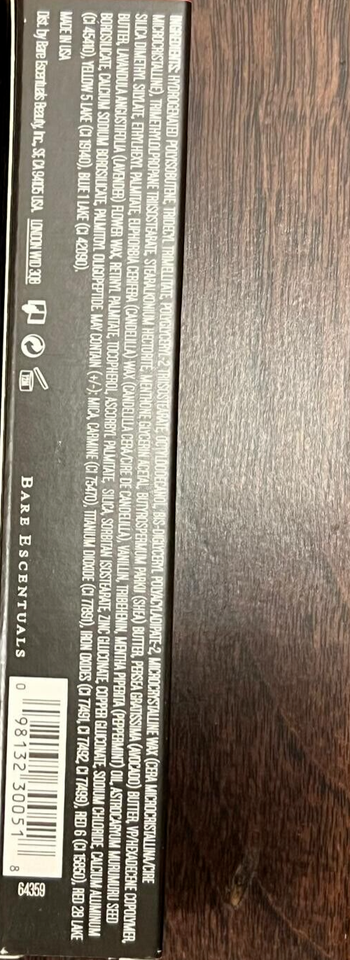 INGREDIENTS: HYDROGENATED POLYISOBUTENE, TRIDECYL TRIMELLITATE, POLYGLYCERYL-2 TRIISOSTEARATE, OCTYLDODECANOL, BIS-DIGLYCERYL POLYACYLADIPATE-2, MICROCRYSTALLINE WAX (CERA MICROCRISTALLINA/CIRE
MICROCRISTALLINE), TRIMETHYLOLPROPANE TRIISOSTEARATE, STEARALKONIUM HECTORITE, MENTHONE GLYCERIN ACETAL, BUTYROSPERMUM PARKII (SHEA) BUTTER, PERSEA GRATISSIMA (AVOCADO) BUTTER, VP/HEXADECENE COPOLYMER,
SILICA DIMETHYL SILYLATE, ETHYLHEXYL PALMITATE, EUPHORBIA CERIFERA (CANDELILLA) WAX (CANDELILLA CERA/CIRE DE CANDELILLA), VANILLIN, TRIBEHENIN, MENTHA PIPERITA (PEPPERMINT) OIL, ASTROCARYUM MURUMURU SEED
BUTTER, LAVANDULA ANGUSTIFOLIA (LAVENDER) FLOWER WAX, RETINYL PALMITATE, TOCOPHEROL, ASCORBYL PALMITATE, SILICA, SORBITAN ISOSTEARATE, ZINC GLUCONATE, COPPER GLUCONATE, SODIUM CHLORIDE, CALCIUM ALUMINUM
BOROSILICATE, CALCIUM SODIUM BOROSILICATE, PALMITOYL OLIGOPEPTIDE. MAY CONTAIN (+/-): MICA, CARMINE (CI 75470), TITANIUM DIOXIDE (CI 77891), IRON OXIDES (CI 77491, CI 77492, CI 77499), RED 6 (CI 15850), RED 28 LAKE
(CI 45410), YELLOW 5 LAKE (CI 19140), BLUE 1 LAKE (CI 42090).
MADE IN USA
Dist. by Bare Escentuals Beauty, Inc., SF, CA 94105 USA LONDON W1D 3QB
BARE ESCENTUALS
0 98132 30051 8
64359